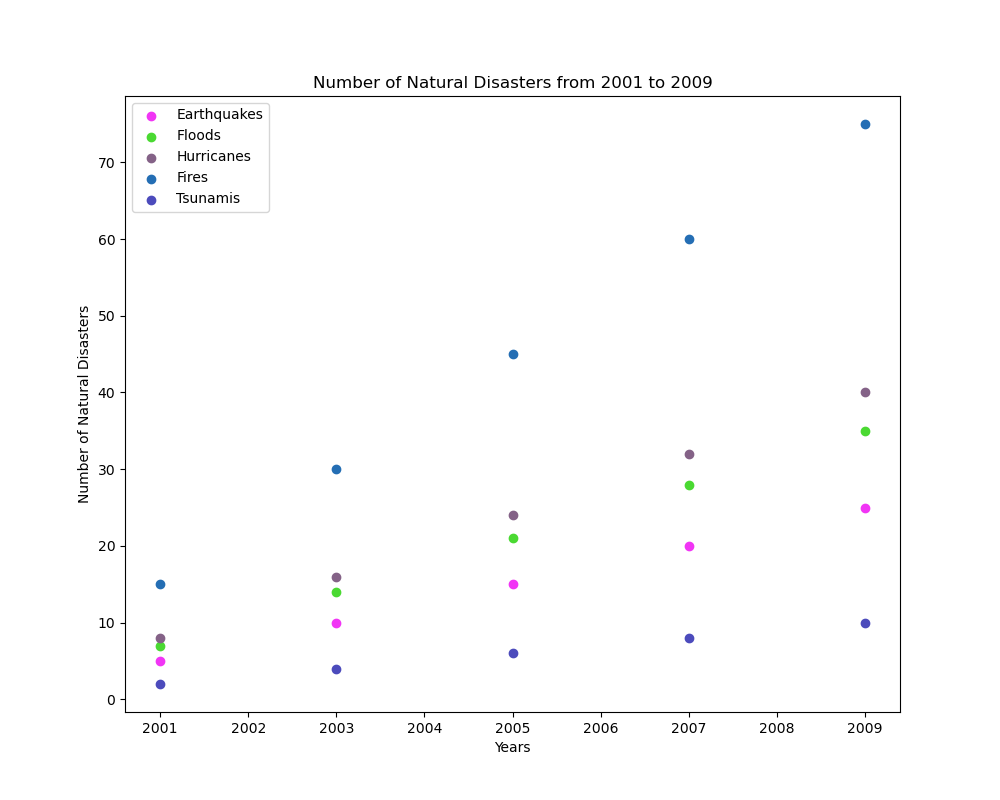 Number of Natural Disasters from 2001 to 2009
Earthquakes
Floods
Hurricanes
Fires
Tsunamis
Number of Natural Disasters
70
60
50
40
30
20
10
0
2001 2002 2003 2004 2005 2006 2007 2008 2009
Years